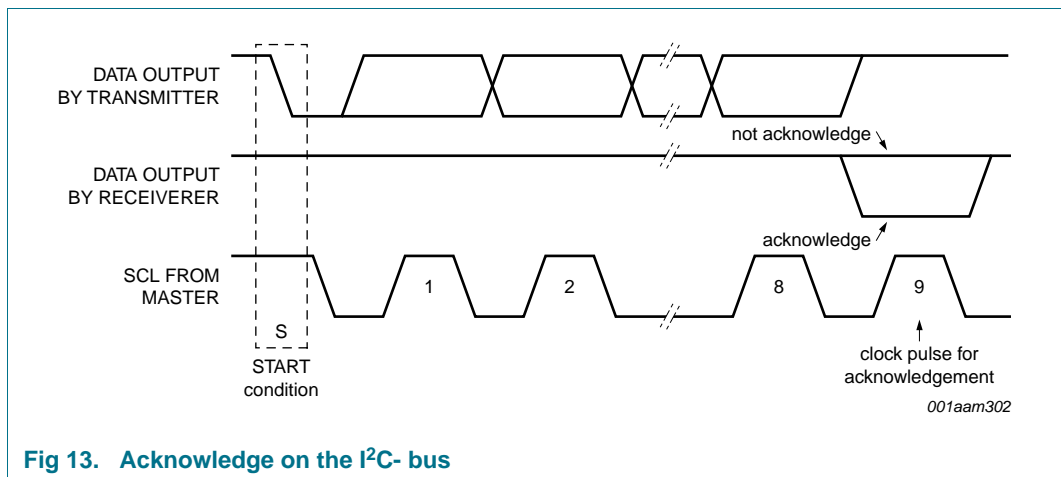 DATA OUTPUT
BY TRANSMITTER
not acknowledge
DATA OUTPUT
BY RECEIVERER
acknowledge
SCL FROM
MASTER
1
2
8
9
S
START
condition
clock pulse for
acknowledgement
001aam302
Fig 13. Acknowledge on the I²C- bus